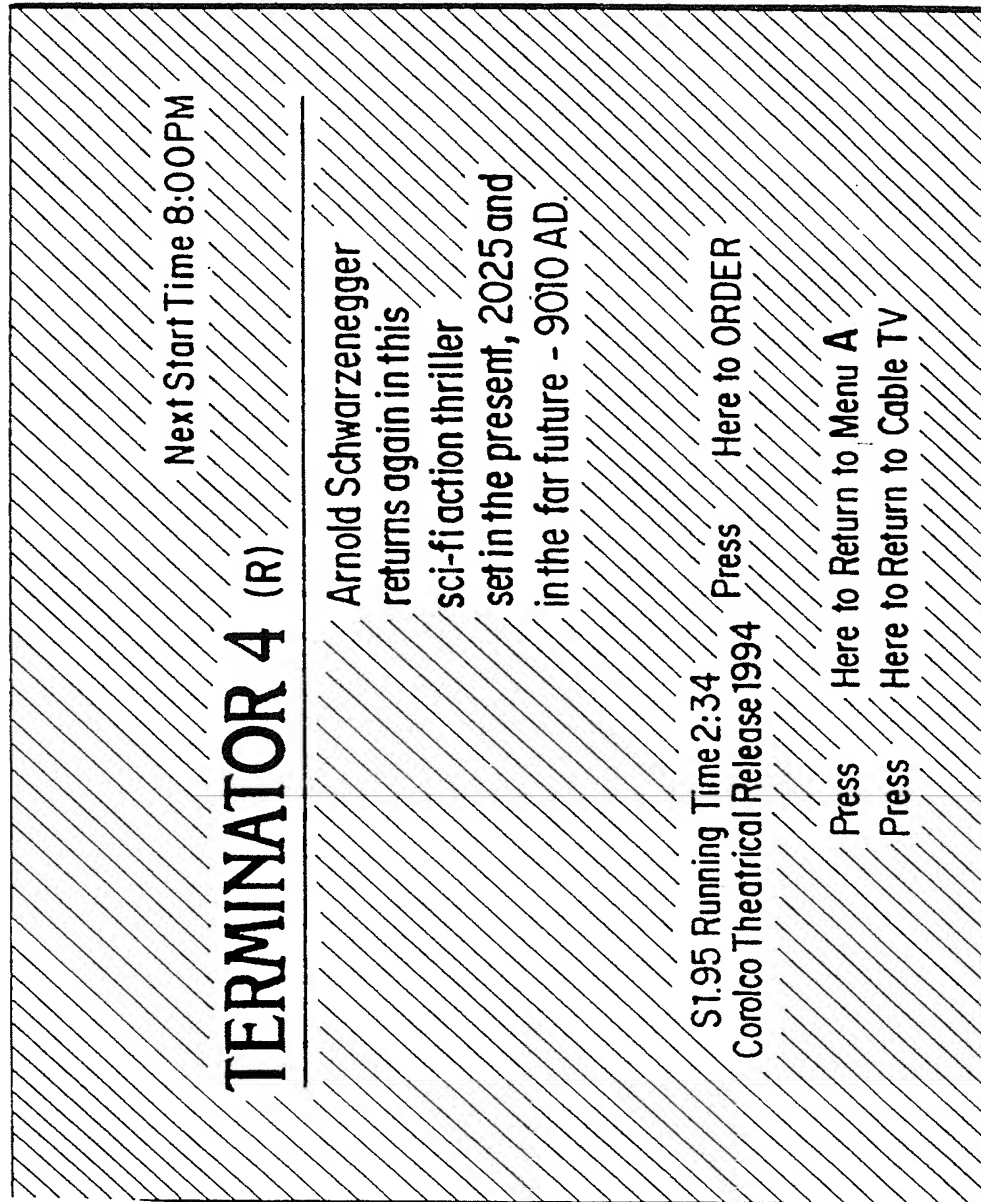 Next Start Time 8:00PM
TERMINATOR 4 (R)
Arnold Schwarzenegger
returns again in this
sci-fi action thriller
set in the present, 2025 and
in the far future - 9010 AD.
S1.95 Running Time 2:34
Corolco Theatrical Release 1994
Press Here to ORDER
Press Here to Return to Menu A
Press Here to Return to Cable TV